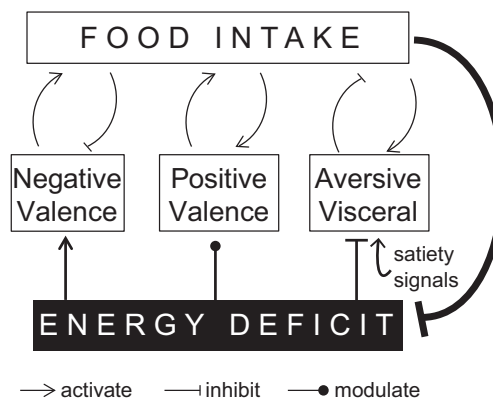 FOOD INTAKE
Negative
Valence
Positive
Valence
Aversive
Visceral
satiety
signals
ENERGY DEFICIT
activate
inhibit
modulate